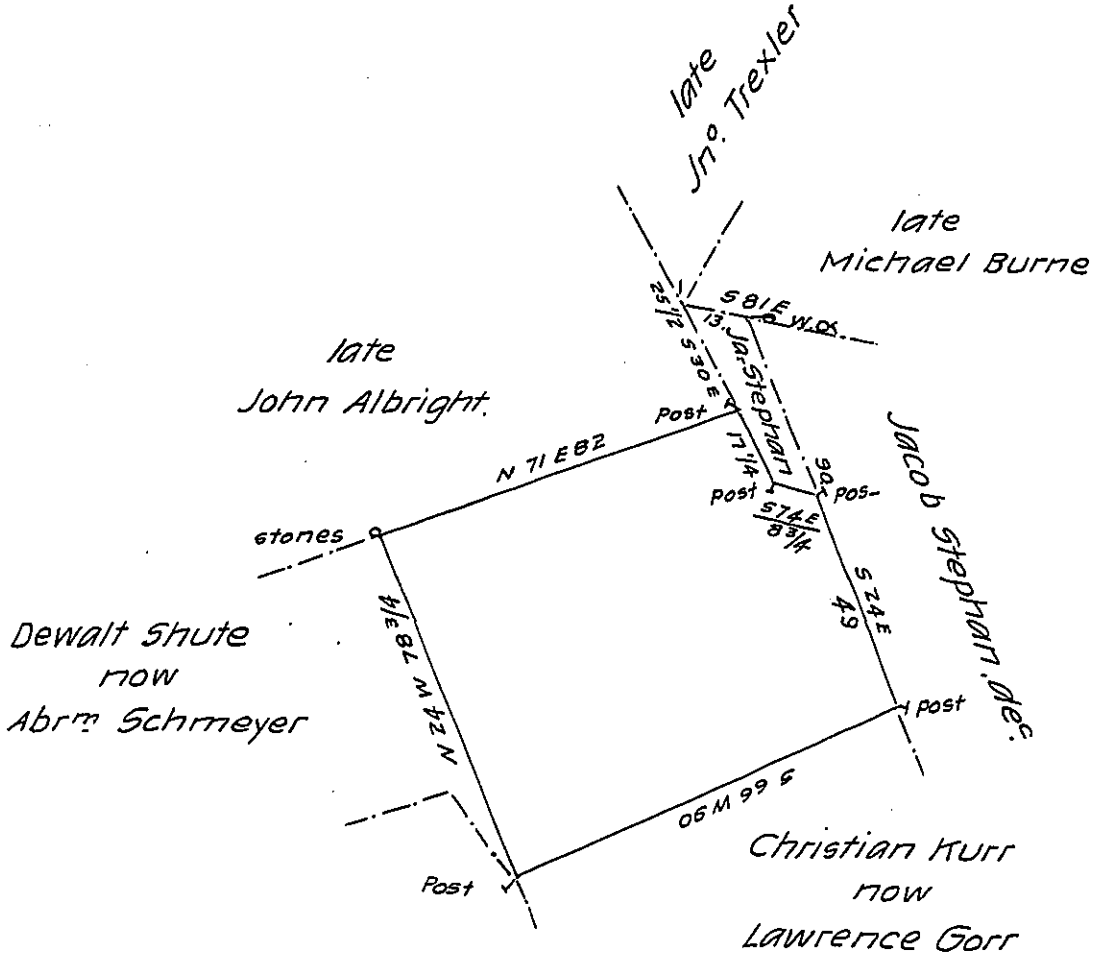 late
Jnº. Trexler
late
Michael Burne
S 81 E
W.O.
25 1/2 S 30 E
13.
Ja. Stephan
late
John Albright.
Post
N 71 E 82
17 1/4
Post
90
Pos-
S 74 E
8 3/4
stones
Jacob Stephan, dec.
S 24 E
49
Dewalt Shute
now
Abrm Schmeyer
N 24 W 78 3/4
post
S 66 W 90
Post
Christian Kurr
now
Lawrence Gorr